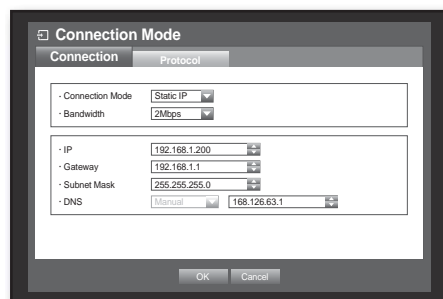 Connection Mode
Connection Protocol
· Connection Mode Static IP
· Bandwidth 2Mbps
· IP 192.168.1.200
· Gateway 192.168.1.1
· Subnet Mask 255.255.255.0
· DNS Manual 168.126.63.1
OK Cancel